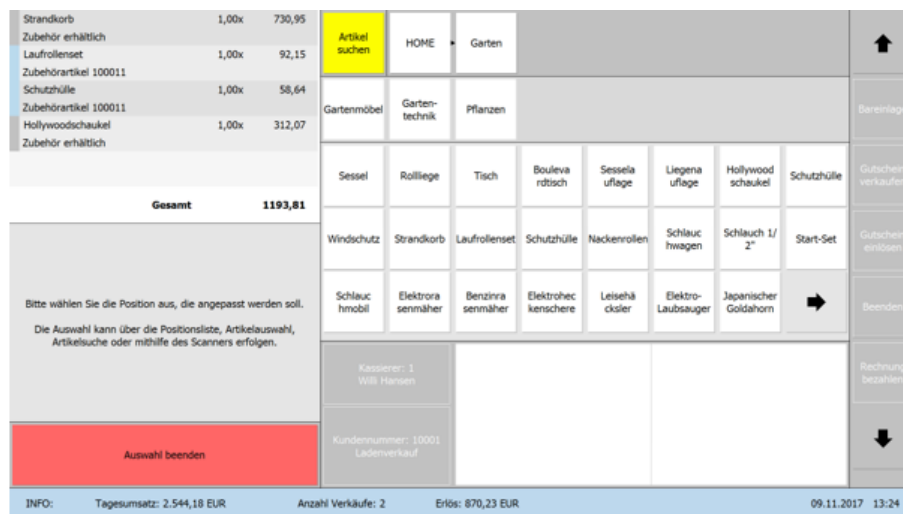 Strandkorb 1,00x 730,95
Zubehör erhältlich
Laufrollenset 1,00x 92,15
Zubehörartikel 100011
Schutzhülle 1,00x 58,64
Zubehörartikel 100011
Hollywoodschaukel 1,00x 312,07
Zubehör erhältlich
Gesamt 1193,81
Bitte wählen Sie die Position aus, die angepasst werden soll.
Die Auswahl kann über die Positionsliste, Artikelauswahl,
Artikelsuche oder mithilfe des Scanners erfolgen.
Auswahl beenden
Artikel
suchen
HOME
Garten
Gartenmöbel
Garten-
technik
Pflanzen
Sessel
Rollliege
Tisch
Bouleva
rdtisch
Sessela
uflage
Liegena
uflage
Hollywood
schaukel
Schutzhülle
Windschutz
Strandkorb
Laufrollenset
Schutzhülle
Nackenrollen
Schlauc
hwagen
Schlauch 1/
2"
Start-Set
Schlauc
hmobil
Elektrora
senmäher
Benzinra
senmäher
Elektrohec
kenschere
Leisehä
cksler
Elektro-
Laubsauger
Japanischer
Goldahorn
Kassierer: 1
Willi Hansen
Kundennummer: 10001
Ladenverkauf
Bareinlag
Gutschein
verkaufen
Gutschein
einlösen
Beenden
Rechnung
bezahlen
INFO: Tagesumsatz: 2.544,18 EUR Anzahl Verkäufe: 2 Erlös: 870,23 EUR 09.11.2017 13:24